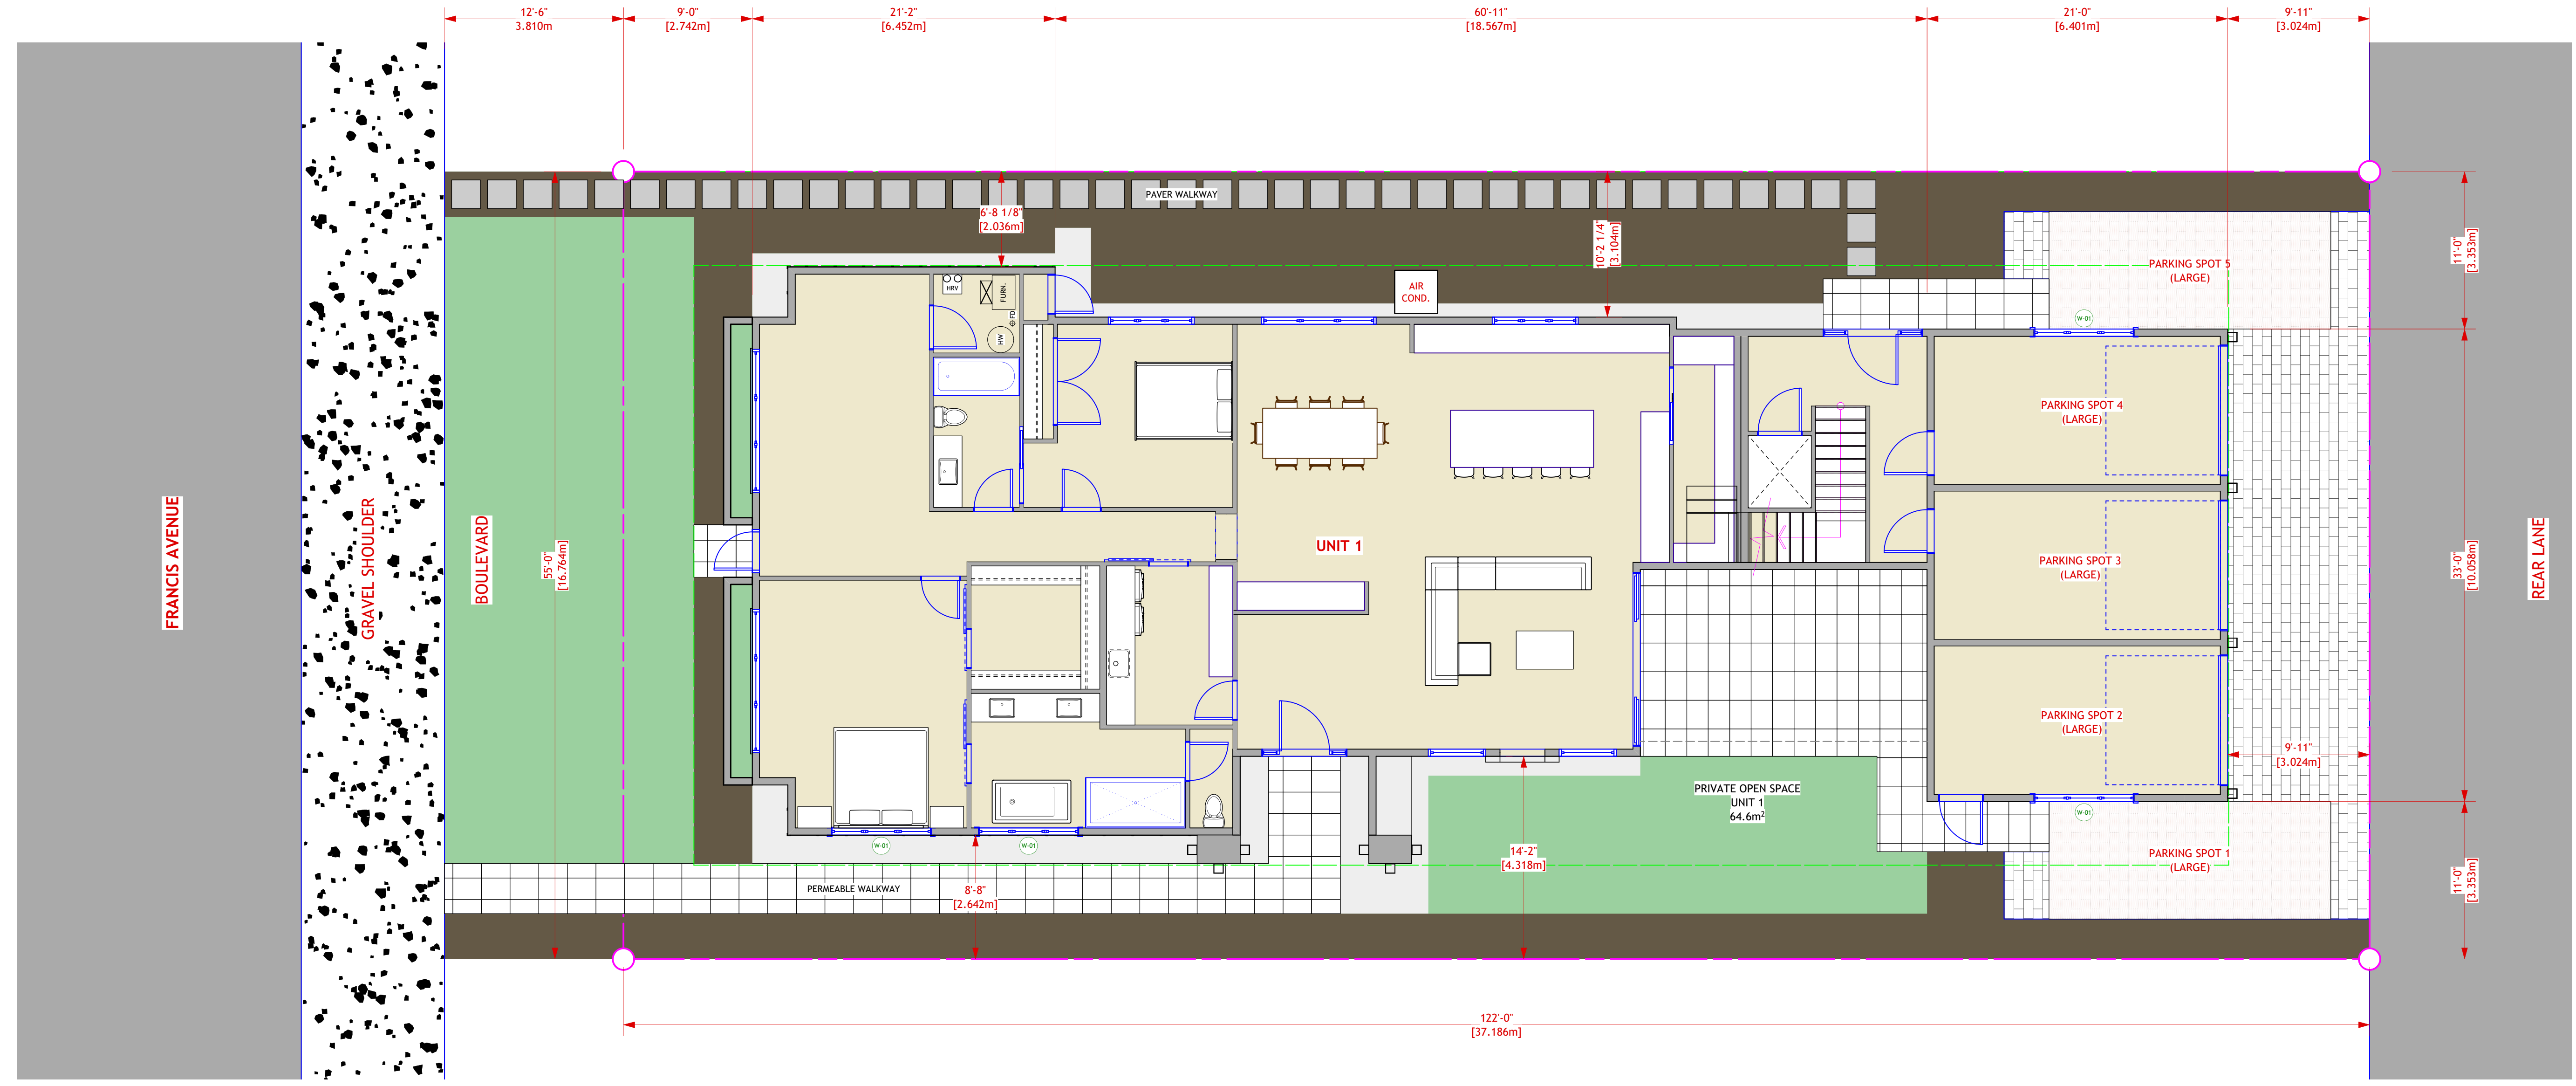 12'-6"
3.810m
9'-0"
[2.742m]
21'-2"
[6.452m]
60'-11"
[18.567m]
21'-0"
[6.401m]
9'-11"
[3.024m]
PAVER WALKWAY
6'-8 1/8"
[2.036m]
10'-2 1/4"
[3.104m]
11'-0"
[3.353m]
PARKING SPOT 5
(LARGE)
HRV
FURN.
FD
HW
AIR
COND.
W-01
PARKING SPOT 4
(LARGE)
FRANCIS AVENUE
GRAVEL SHOULDER
BOULEVARD
55'-0"
[16.764m]
UNIT 1
PARKING SPOT 3
(LARGE)
33'-0"
[10.058m]
REAR LANE
PARKING SPOT 2
(LARGE)
9'-11"
[3.024m]
PRIVATE OPEN SPACE
UNIT 1
64.6m²
W-01
W-01
W-01
14'-2"
[4.318m]
PARKING SPOT 1
(LARGE)
PERMEABLE WALKWAY
8'-8"
[2.642m]
11'-0"
[3.353m]
122'-0"
[37.186m]